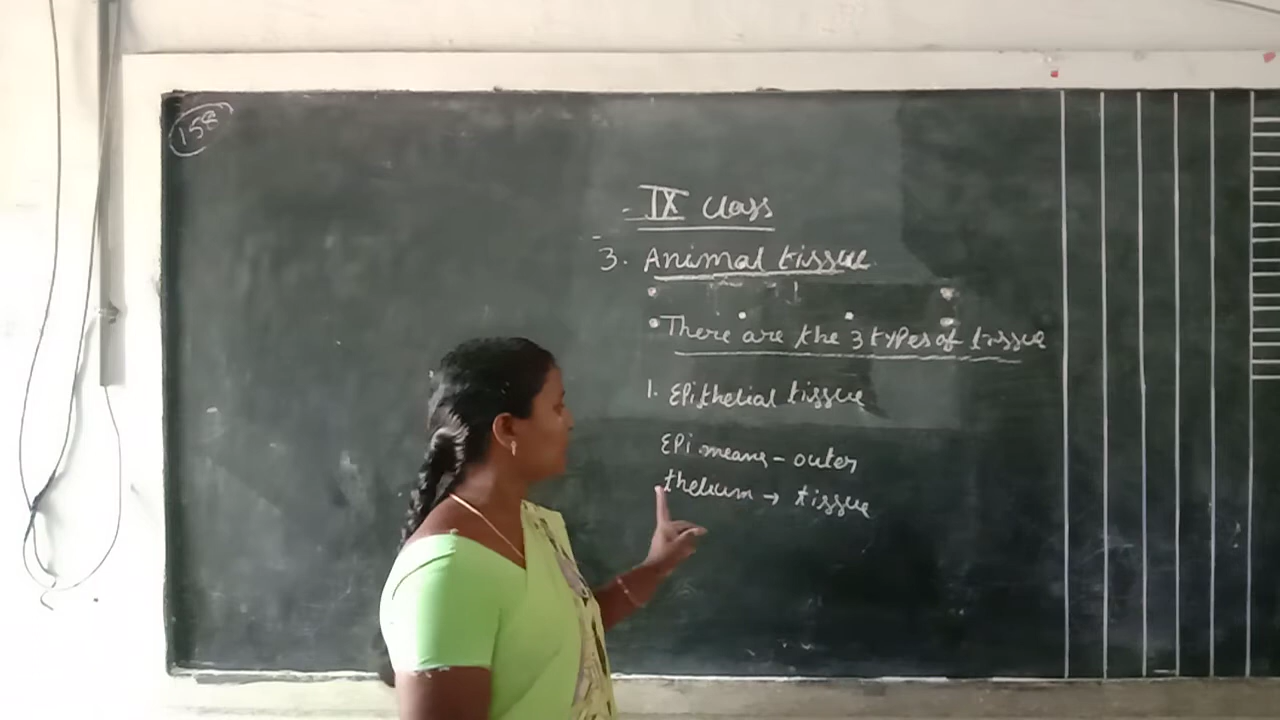 158
IX Class
3. Animal tissue
• There are the 3 types of tissue
1. Epithelial tissue
Epi means - outer
thelium → tissue